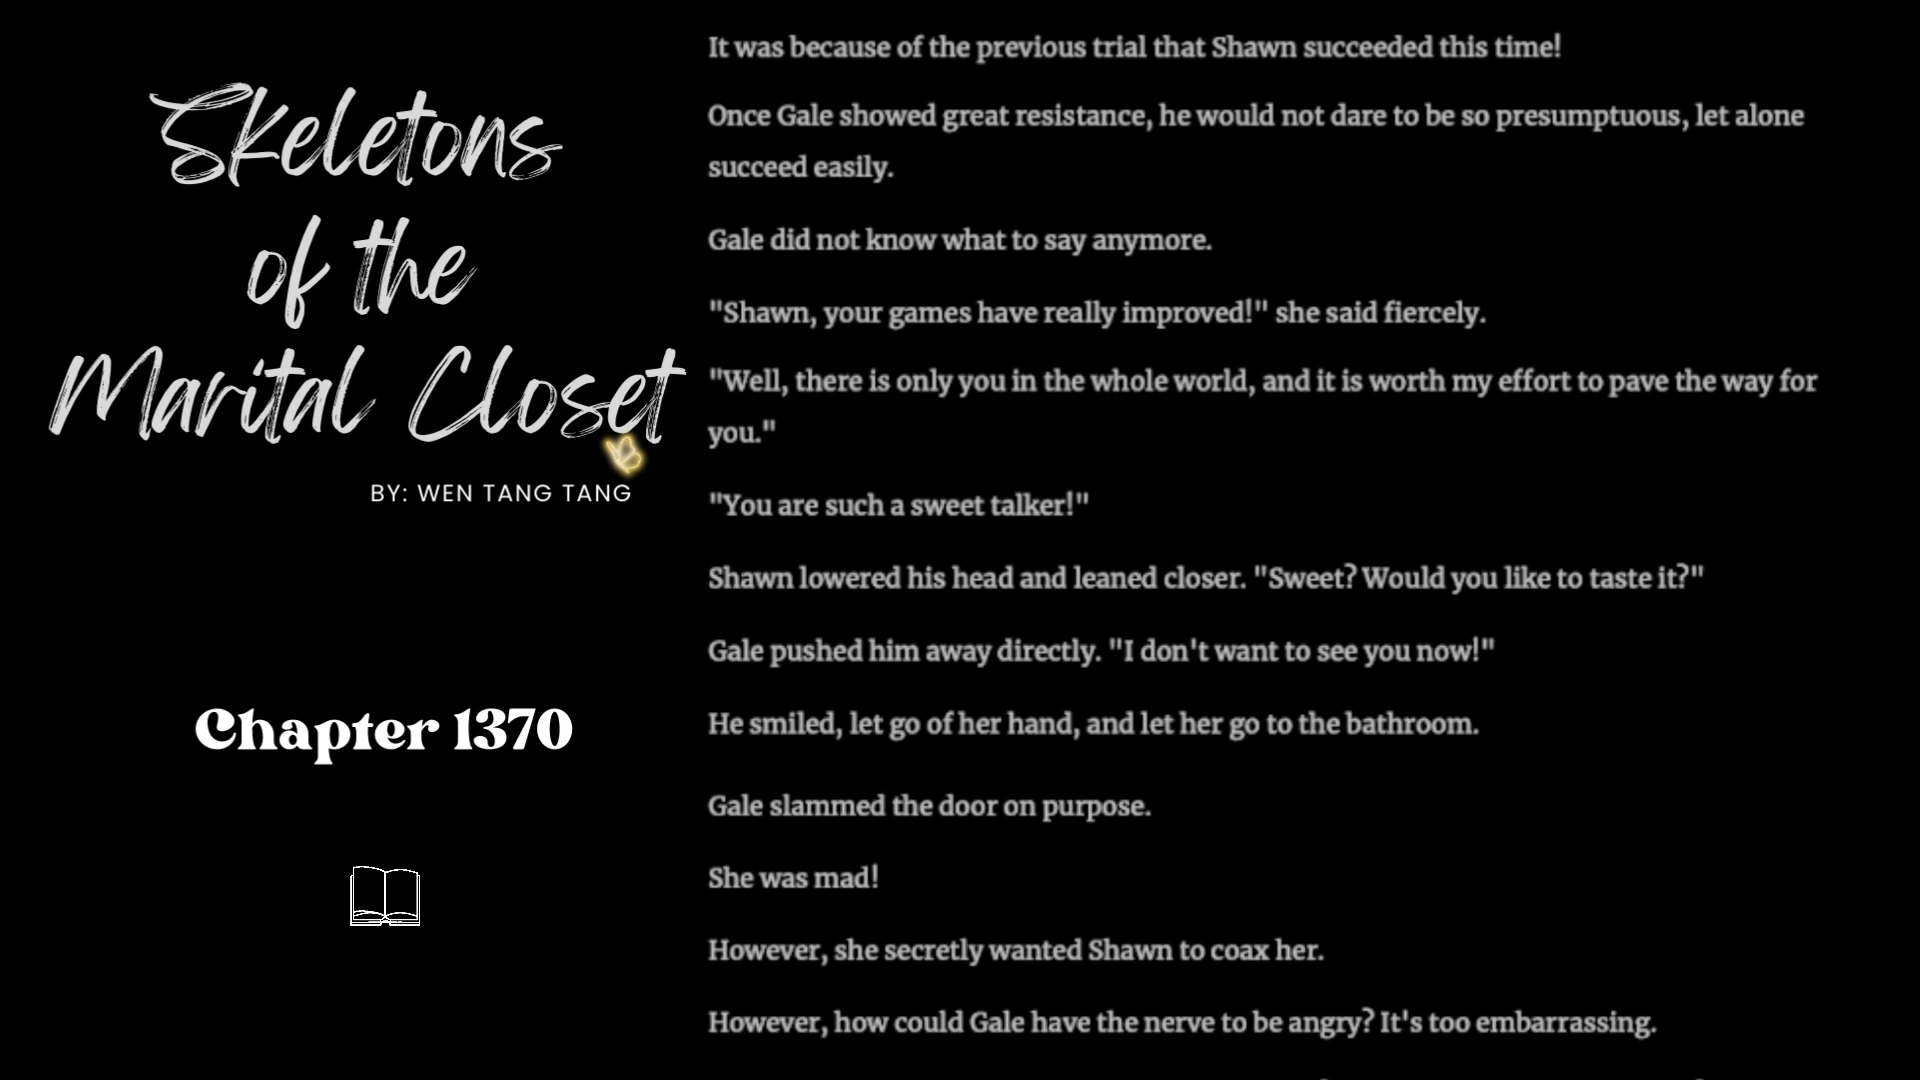 Skeletons
of the
Marital Closet
BY: WEN TANG TANG
Chapter 1370
It was because of the previous trial that Shawn succeeded this time!
Once Gale showed great resistance, he would not dare to be so presumptuous, let alone
succeed easily.
Gale did not know what to say anymore.
"Shawn, your games have really improved!" she said fiercely.
"Well, there is only you in the whole world, and it is worth my effort to pave the way for
you."
"You are such a sweet talker!"
Shawn lowered his head and leaned closer. "Sweet? Would you like to taste it?"
Gale pushed him away directly. "I don't want to see you now!"
He smiled, let go of her hand, and let her go to the bathroom.
Gale slammed the door on purpose.
She was mad!
However, she secretly wanted Shawn to coax her.
However, how could Gale have the nerve to be angry? It's too embarrassing.